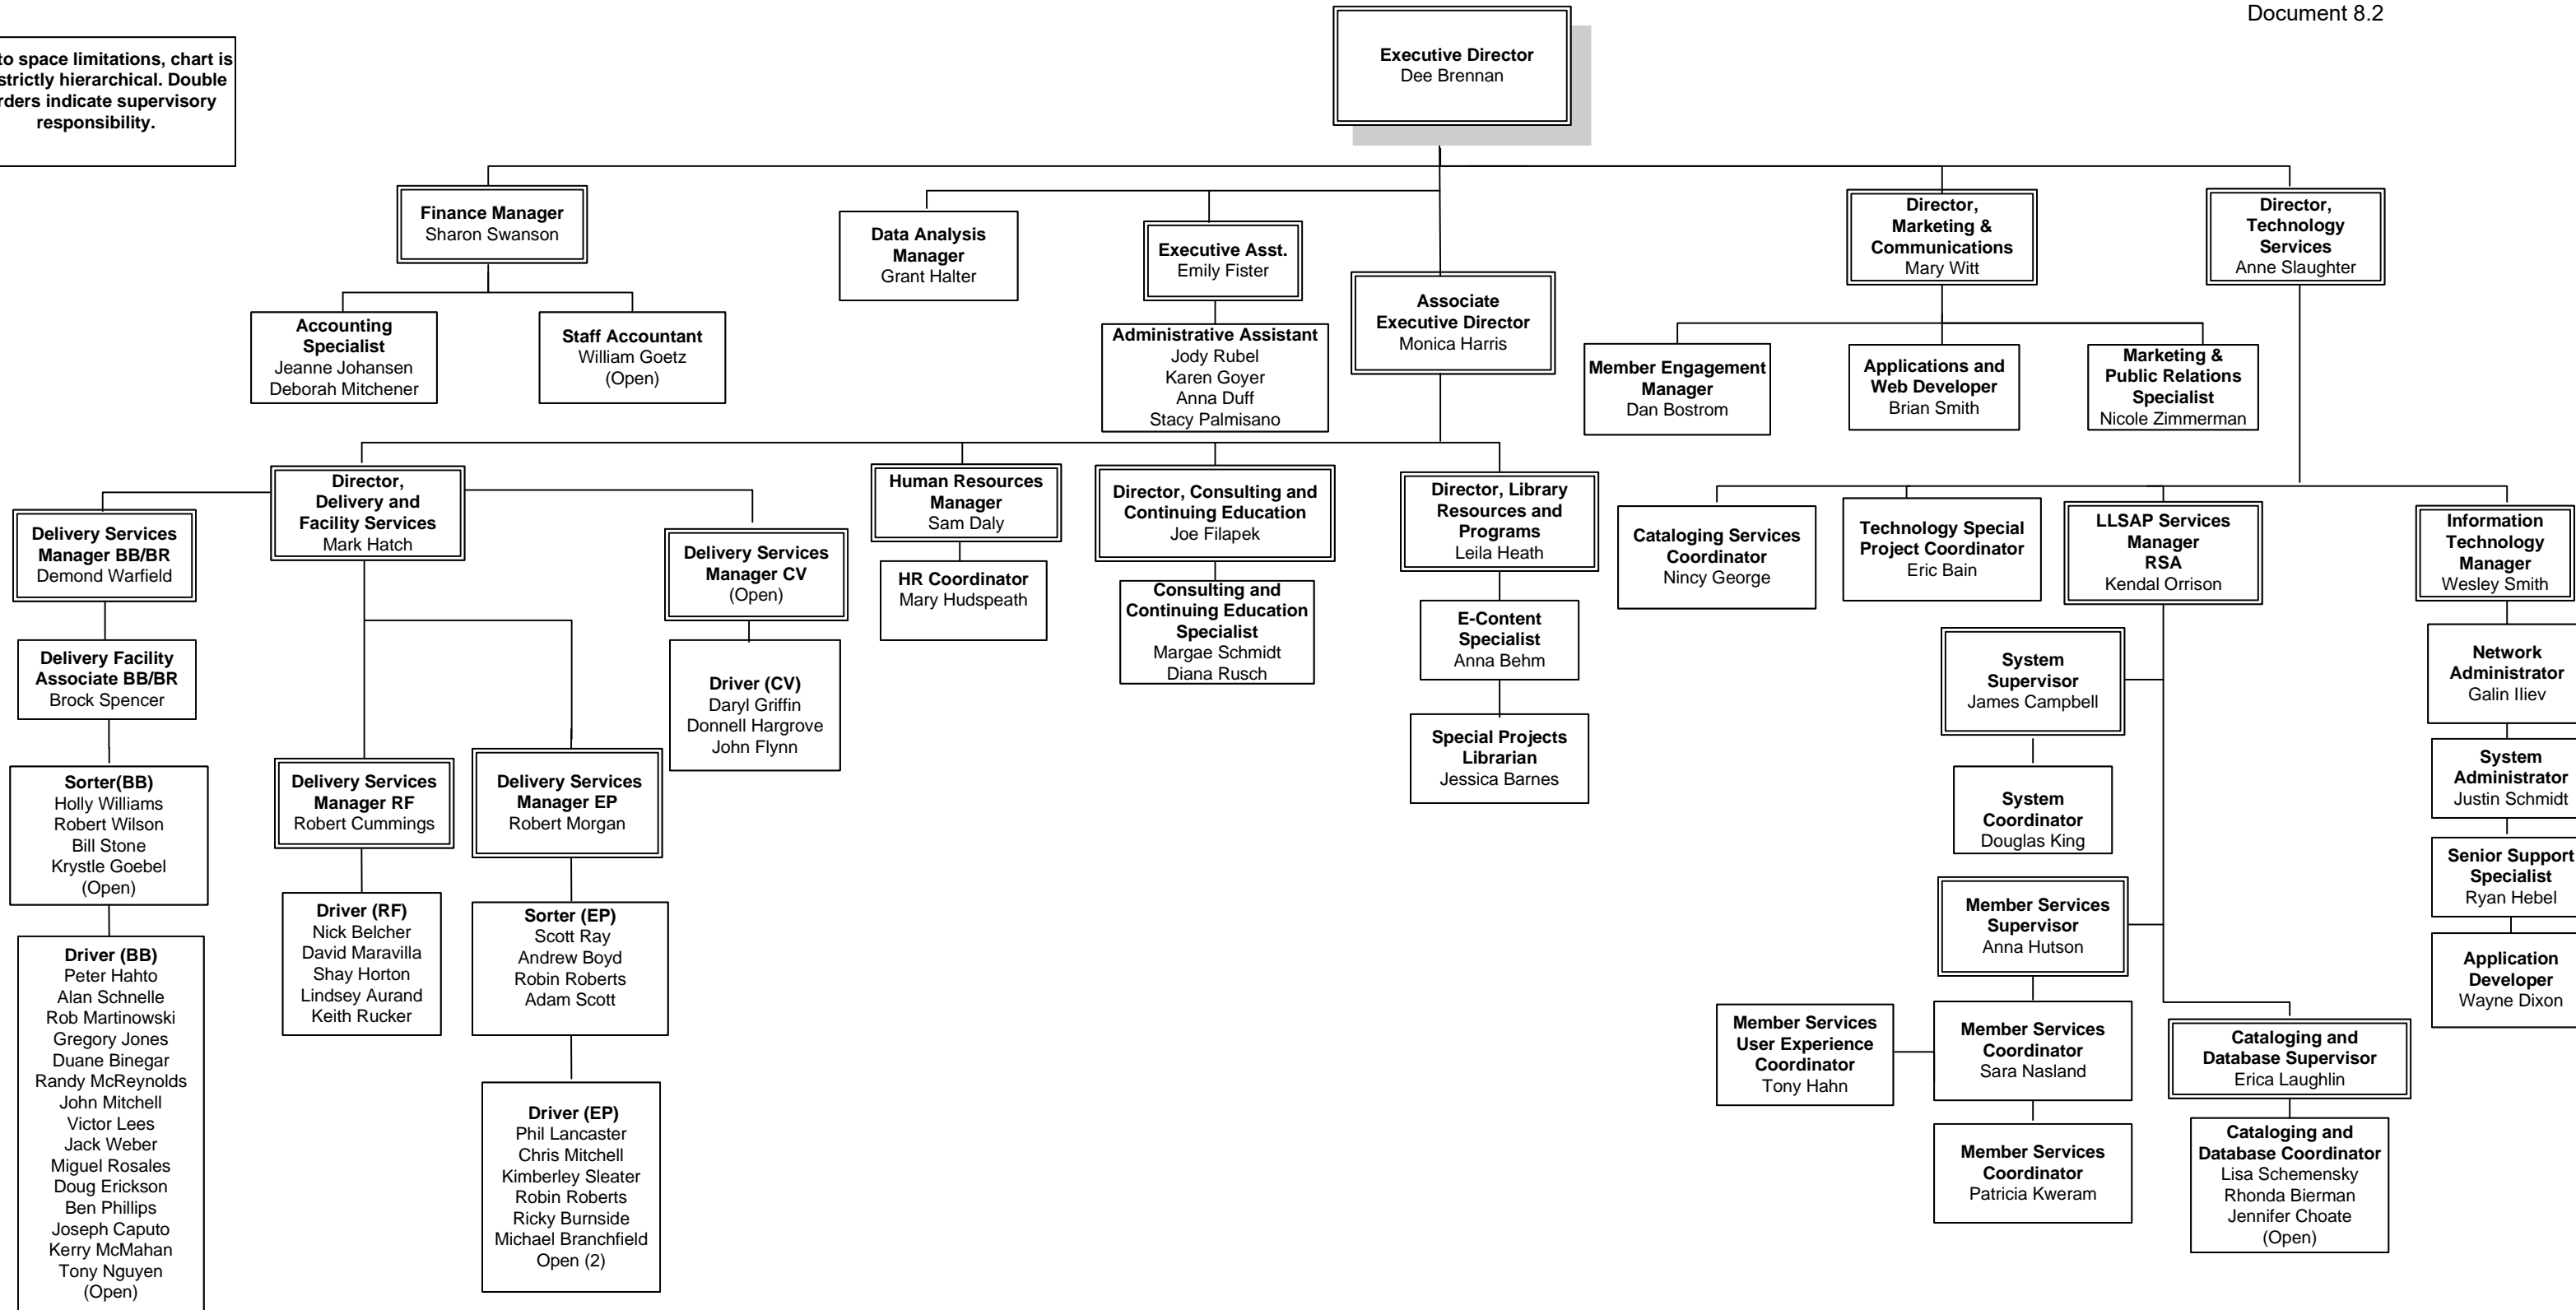 Document 8.2
to space limitations, chart is
strictly hierarchical. Double
rders indicate supervisory
responsibility.
Executive Director
Dee Brennan
Finance Manager
Sharon Swanson
Data Analysis
Manager
Grant Halter
Executive Asst.
Emily Fister
Associate
Executive Director
Monica Harris
Director,
Marketing &
Communications
Mary Witt
Director,
Technology
Services
Anne Slaughter
Accounting
Specialist
Jeanne Johansen
Deborah Mitchener
Staff Accountant
William Goetz
(Open)
Administrative Assistant
Jody Rubel
Karen Goyer
Anna Duff
Stacy Palmisano
Member Engagement
Manager
Dan Bostrom
Applications and
Web Developer
Brian Smith
Marketing &
Public Relations
Specialist
Nicole Zimmerman
Delivery Services
Manager BB/BR
Demond Warfield
Director,
Delivery and
Facility Services
Mark Hatch
Delivery Services
Manager CV
(Open)
Human Resources
Manager
Sam Daly
Director, Consulting and
Continuing Education
Joe Filapek
Director, Library
Resources and
Programs
Leila Heath
Cataloging Services
Coordinator
Nincy George
Technology Special
Project Coordinator
Eric Bain
LLSAP Services
Manager
RSA
Kendal Orrison
Information
Technology
Manager
Wesley Smith
Delivery Facility
Associate BB/BR
Brock Spencer
Driver (CV)
Daryl Griffin
Donnell Hargrove
John Flynn
HR Coordinator
Mary Hudspeath
Consulting and
Continuing Education
Specialist
Margae Schmidt
Diana Rusch
E-Content
Specialist
Anna Behm
Special Projects
Librarian
Jessica Barnes
System
Supervisor
James Campbell
Network
Administrator
Galin Iliev
Sorter(BB)
Holly Williams
Robert Wilson
Bill Stone
Krystle Goebel
(Open)
Delivery Services
Manager RF
Robert Cummings
Delivery Services
Manager EP
Robert Morgan
System
Coordinator
Douglas King
System
Administrator
Justin Schmidt
Senior Support
Specialist
Ryan Hebel
Driver (BB)
Peter Hahto
Alan Schnelle
Rob Martinowski
Gregory Jones
Duane Binegar
Randy McReynolds
John Mitchell
Victor Lees
Jack Weber
Miguel Rosales
Doug Erickson
Ben Phillips
Joseph Caputo
Kerry McMahan
Tony Nguyen
(Open)
Driver (RF)
Nick Belcher
David Maravilla
Shay Horton
Lindsey Aurand
Keith Rucker
Sorter (EP)
Scott Ray
Andrew Boyd
Robin Roberts
Adam Scott
Driver (EP)
Phil Lancaster
Chris Mitchell
Kimberley Sleater
Robin Roberts
Ricky Burnside
Michael Branchfield
Open (2)
Member Services
Supervisor
Anna Hutson
Application
Developer
Wayne Dixon
Member Services
User Experience
Coordinator
Tony Hahn
Member Services
Coordinator
Sara Nasland
Cataloging and
Database Supervisor
Erica Laughlin
Member Services
Coordinator
Patricia Kweram
Cataloging and
Database Coordinator
Lisa Schemensky
Rhonda Bierman
Jennifer Choate
(Open)